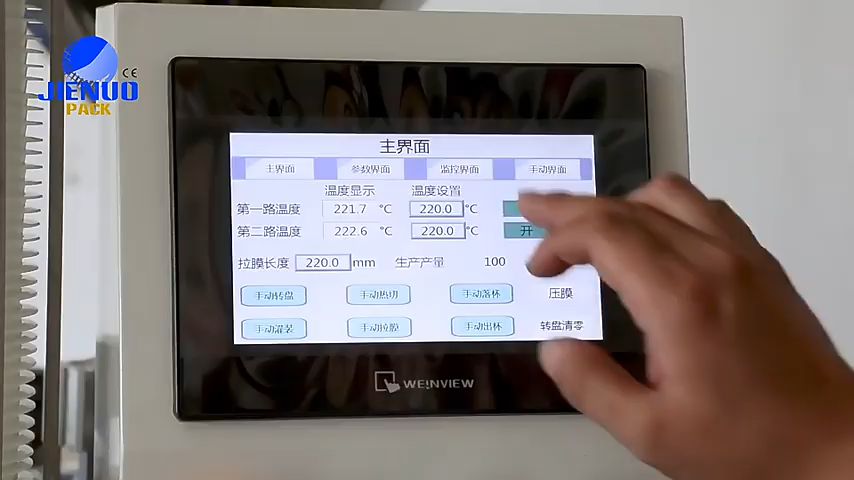 JIENUO
PACK
CE
主界面
主界面 参数界面 监控界面 手动界面
温度显示 温度设置
第一路温度 221.7 °C 220.0 °C
第二路温度 222.6 °C 220.0 °C 开
拉膜长度 220.0 mm 生产产量 100
手动转盘 手动热切 手动落杯 压膜
手动灌装 手动拉膜 手动出杯 转盘清零
WEINVIEW